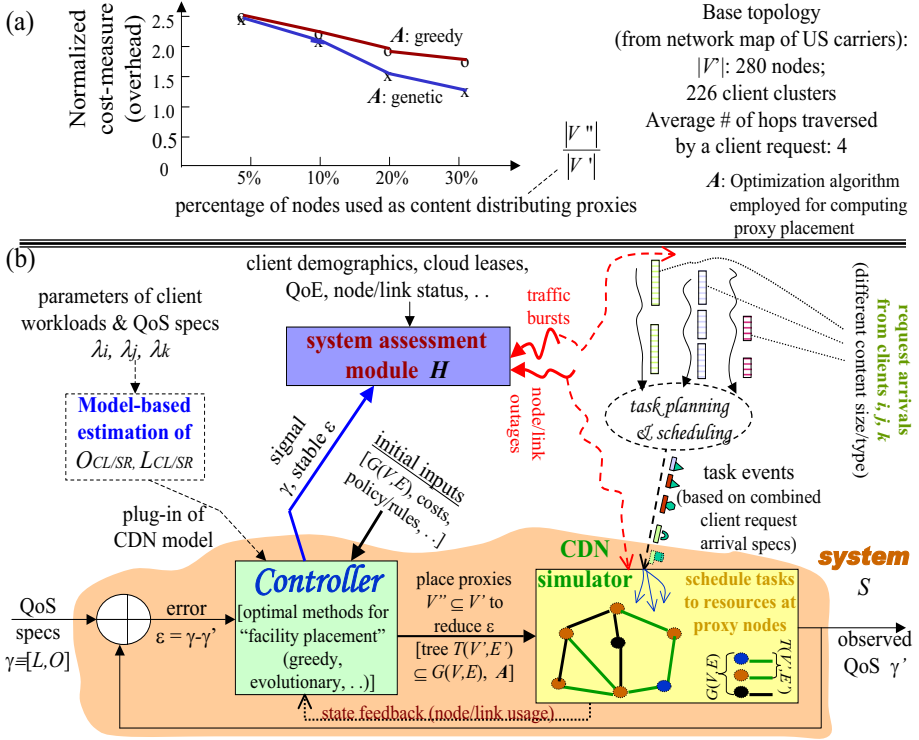 (a)
Normalized
cost-measure
(overhead)
2.5
2.0
1.5
1.0
0.5
0
o
x
o
x
o
x
o
x
A: greedy
A: genetic
5%
10%
20%
30%
|V "|
|V '|
percentage of nodes used as content distributing proxies
Base topology
(from network map of US carriers):
|V'|: 280 nodes;
226 client clusters
Average # of hops traversed
by a client request: 4
A: Optimization algorithm
employed for computing
proxy placement
(b)
client demographics, cloud leases,
QoE, node/link status, . .
parameters of client
workloads & QoS specs
λi, λj, λk
Model-based
estimation of
OCL/SR, LCL/SR
plug-in of
CDN model
system assessment
module H
traffic
bursts
node/link
outages
signal
γ, stable ε
initial inputs
[G(V,E), costs,
policy/rules,
. .]
request arrivals
from clients i, j, k
(different content size/type)
task planning
& scheduling
task events
(based on combined
client request
arrival specs)
system
S
QoS
specs
γ≡[L,O]
error
ε = γ-γ'
Controller
[optimal methods for
“facility placement”
(greedy,
evolutionary, . .)]
place proxies
V" ⊆ V' to
reduce ε
[tree T(V',E')
⊆ G(V,E), A]
CDN
simulator
schedule tasks
to resources at
proxy nodes
G(V,E)
T(V',E')
observed
QoS γ'
state feedback (node/link usage)